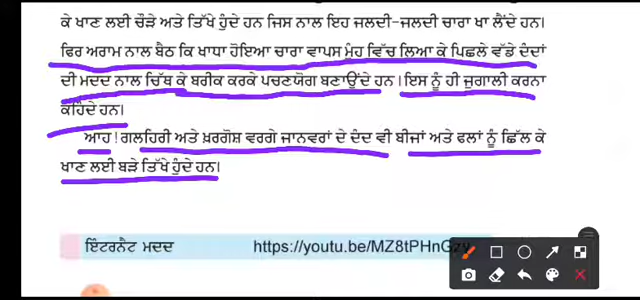 ਕੇ ਖਾਣ ਲਈ ਚੌੜੇ ਅਤੇ ਤਿੱਖੇ ਹੁੰਦੇ ਹਨ ਜਿਸ ਨਾਲ ਇਹ ਜਲਦੀ-ਜਲਦੀ ਚਾਰਾ ਖਾ ਲੈਂਦੇ ਹਨ।
ਫਿਰ ਅਰਾਮ ਨਾਲ ਬੈਠ ਕਿ ਖਾਧਾ ਹੋਇਆ ਚਾਰਾ ਵਾਪਸ ਮੂੰਹ ਵਿੱਚ ਲਿਆ ਕੇ ਪਿਛਲੇ ਵੱਡੇ ਦੰਦਾਂ
ਦੀ ਮਦਦ ਨਾਲ ਚਿੱਥ ਕੇ ਬਰੀਕ ਕਰਕੇ ਪਚਣਯੋਗ ਬਣਾਉਂਦੇ ਹਨ। ਇਸ ਨੂੰ ਹੀ ਜੁਗਾਲੀ ਕਰਨਾ
ਕਹਿੰਦੇ ਹਨ।
ਆਹ! ਗਲਹਿਰੀ ਅਤੇ ਖ਼ਰਗੋਸ਼ ਵਰਗੇ ਜਾਨਵਰਾਂ ਦੇ ਦੰਦ ਵੀ ਬੀਜਾਂ ਅਤੇ ਫਲਾਂ ਨੂੰ ਛਿੱਲ ਕੇ
ਖਾਣ ਲਈ ਬੜੇ ਤਿੱਖੇ ਹੁੰਦੇ ਹਨ।
ਇੰਟਰਨੈਟ ਮਦਦ https://youtu.be/MZ8tPHnGzy